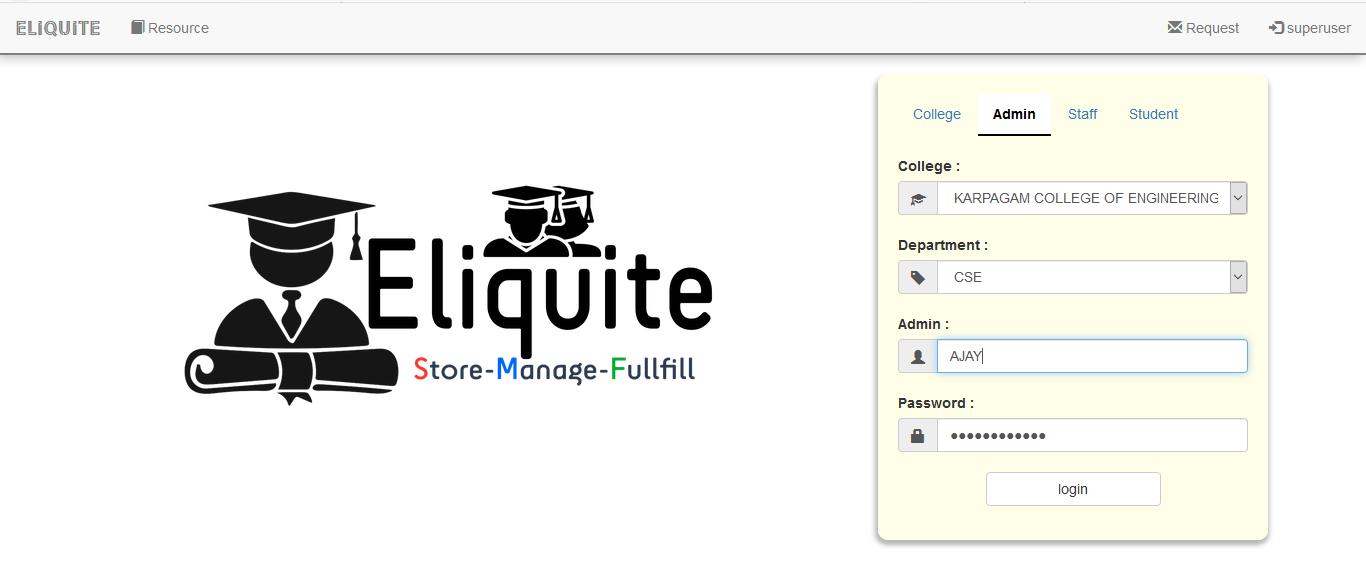 ELiQUiTE
Resource
Request
superuser
College
Admin
Staff
Student
College :
KARPAGAM COLLEGE OF ENGINEERING
Department :
CSE
Admin :
AJAY
Password :
••••••••••••
login
Eliquite
Store-Manage-Fullfill